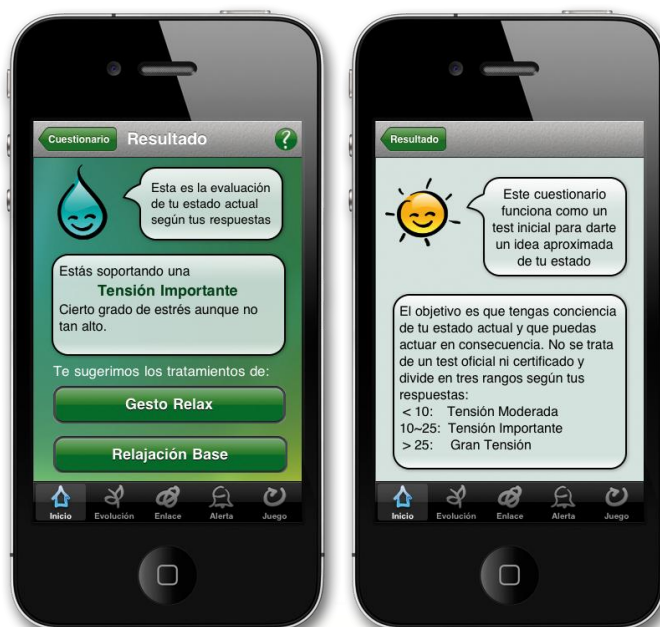 Cuestionario
Resultado
?
Esta es la evaluación
de tu estado actual
según tus respuestas
Estás soportando una
Tensión Importante
Cierto grado de estrés aunque no
tan alto.
Te sugerimos los tratamientos de:
Gesto Relax
Relajación Base
Inicio
Evolución
Enlace
Alerta
Juego
Resultado
Este cuestionario
funciona como un
test inicial para darte
un idea aproximada
de tu estado
El objetivo es que tengas conciencia
de tu estado actual y que puedas
actuar en consecuencia. No se trata
de un test oficial ni certificado y
divide en tres rangos según tus
respuestas:
< 10: Tensión Moderada
10~25: Tensión Importante
> 25: Gran Tensión
Inicio
Evolución
Enlace
Alerta
Juego